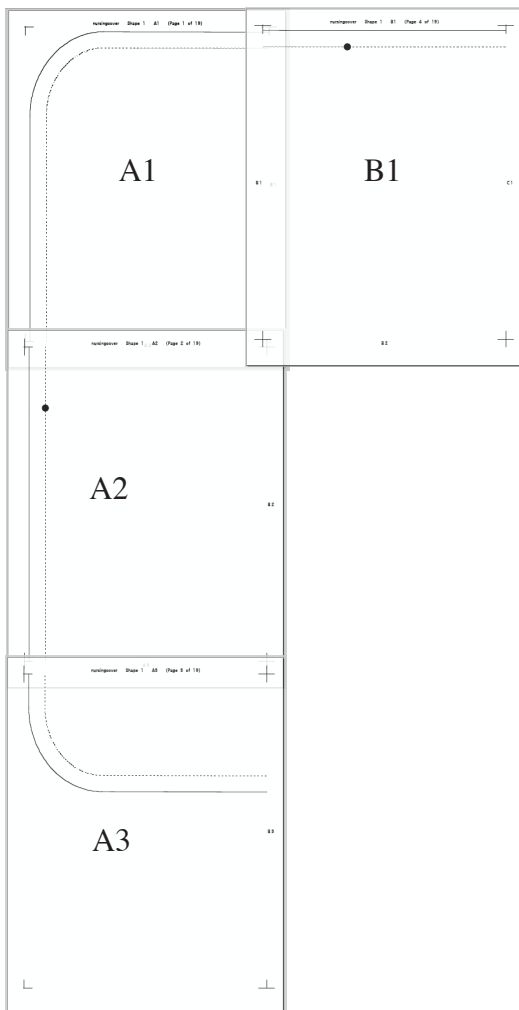 nursingcover Shape 1 A1 (Page 1 of 19)
nursingcover Shape 1 B1 (Page 4 of 19)
A1
B1
B1
C1
B2
nursingcover Shape 1 A2 (Page 2 of 19)
A2
B2
nursingcover Shape 1 A3 (Page 3 of 19)
A3
B3